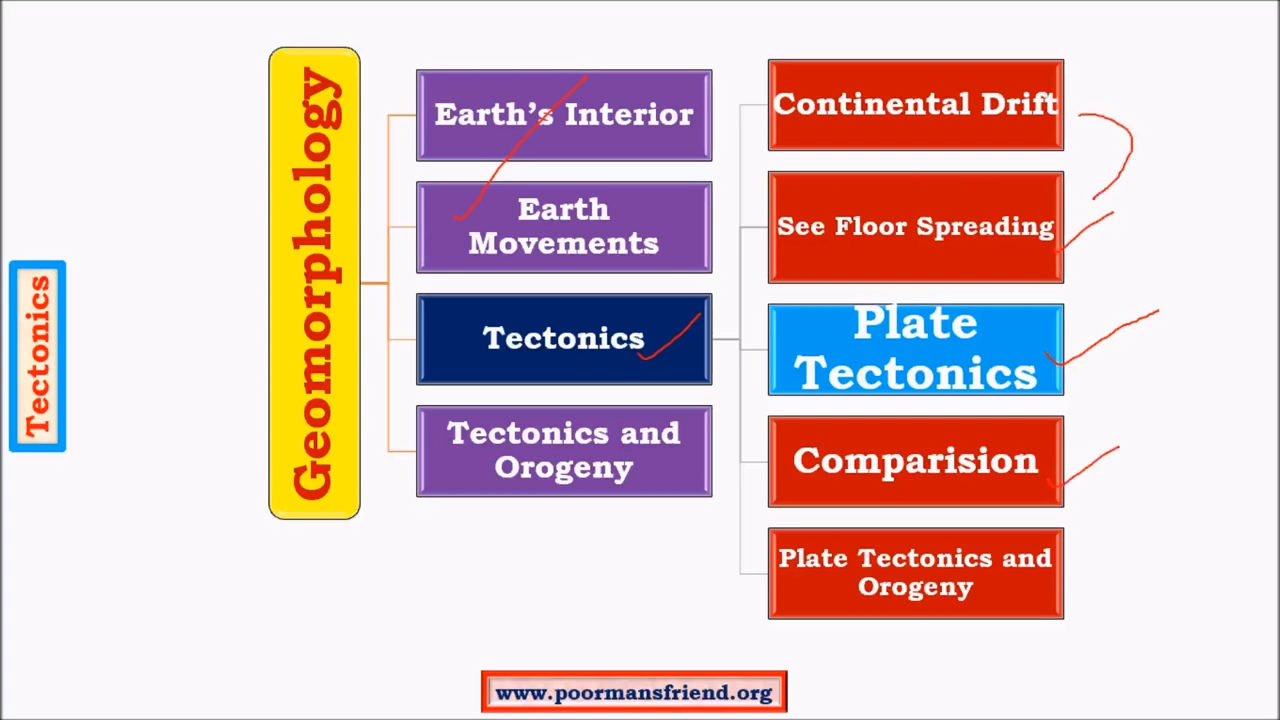 Tectonics
Geomorphology
Earth's Interior
Earth
Movements
Tectonics
Tectonics and
Orogeny
Continental Drift
See Floor Spreading
Plate
Tectonics
Comparision
Plate Tectonics and
Orogeny
www.poormansfriend.org